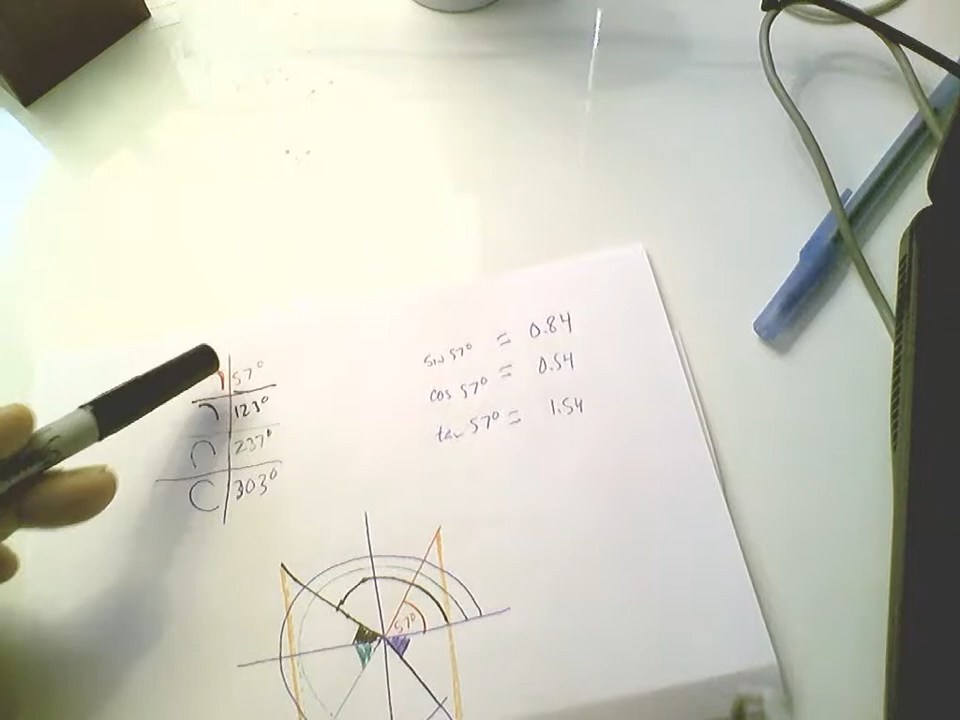 57°
123°
237°
303°
sin 57° = 0.84
cos 57° = 0.54
tan 57° = 1.54
57°